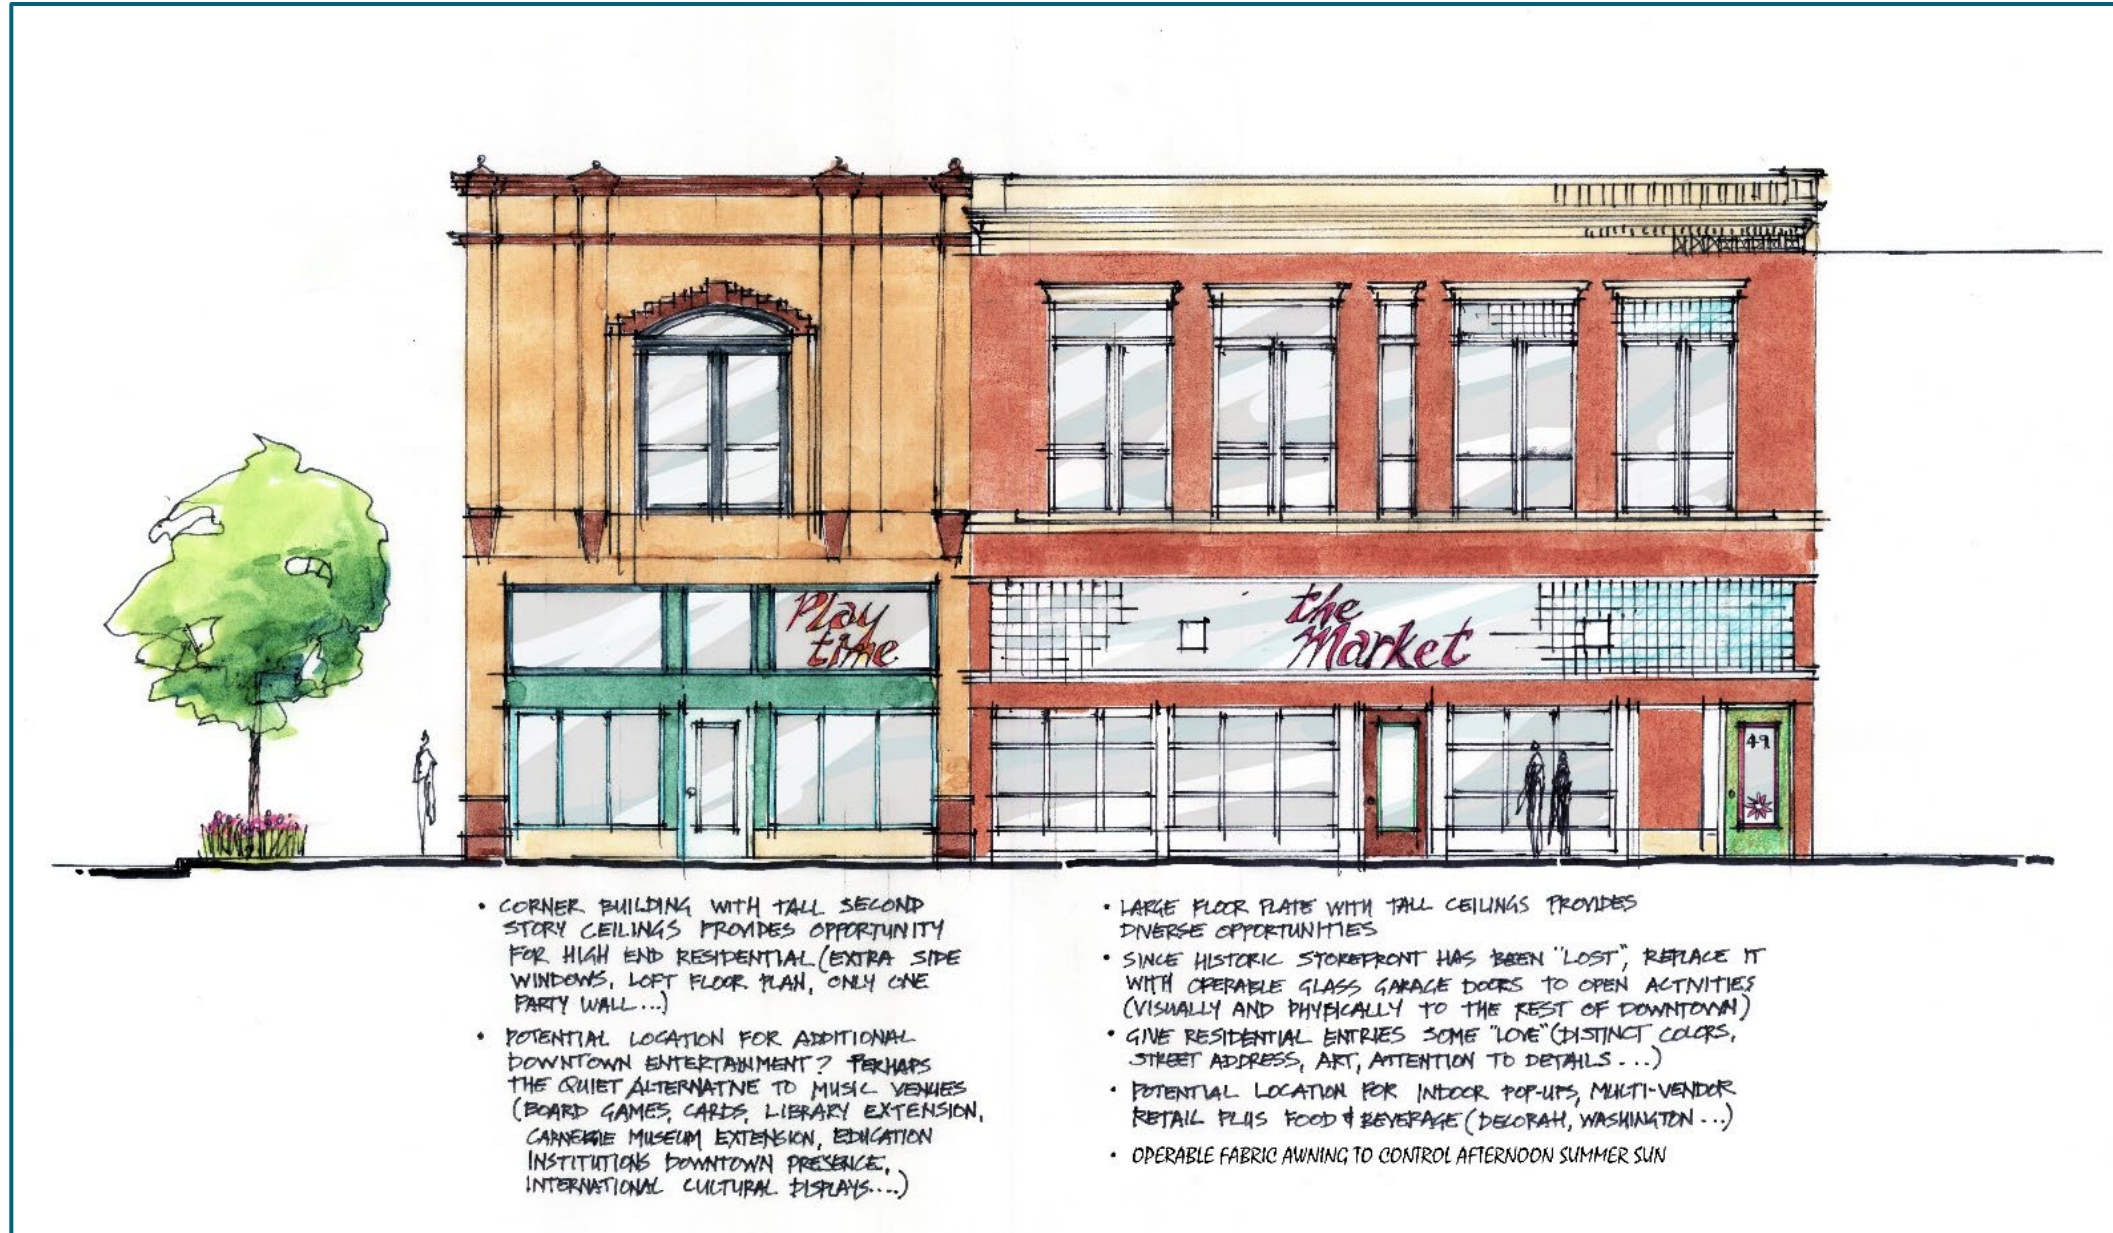 Play
time
the
Market
49
• CORNER BUILDING WITH TALL SECOND
STORY CEILINGS PROVIDES OPPORTUNITY
FOR HIGH END RESIDENTIAL (EXTRA SIDE
WINDOWS, LOFT FLOOR PLAN, ONLY ONE
PARTY WALL...)
• POTENTIAL LOCATION FOR ADDITIONAL
DOWNTOWN ENTERTAINMENT? PERHAPS
THE QUIET ALTERNATIVE TO MUSIC VENUES
(BOARD GAMES, CARDS, LIBRARY EXTENSION,
CARNEGIE MUSEUM EXTENSION, EDUCATION
INSTITUTIONS DOWNTOWN PRESENCE,
INTERNATIONAL CULTURAL DISPLAYS....)
• LARGE FLOOR PLATE WITH TALL CEILINGS PROVIDES
DIVERSE OPPORTUNITIES
• SINCE HISTORIC STOREFRONT HAS BEEN "LOST", REPLACE IT
WITH OPERABLE GLASS GARAGE DOORS TO OPEN ACTIVITIES
(VISUALLY AND PHYSICALLY TO THE REST OF DOWNTOWN)
• GIVE RESIDENTIAL ENTRIES SOME "LOVE" (DISTINCT COLORS,
STREET ADDRESS, ART, ATTENTION TO DETAILS...)
• POTENTIAL LOCATION FOR INDOOR POP-UPS, MULTI-VENDOR
RETAIL PLUS FOOD & BEVERAGE (DECORAH, WASHINGTON...)
• OPERABLE FABRIC AWNING TO CONTROL AFTERNOON SUMMER SUN